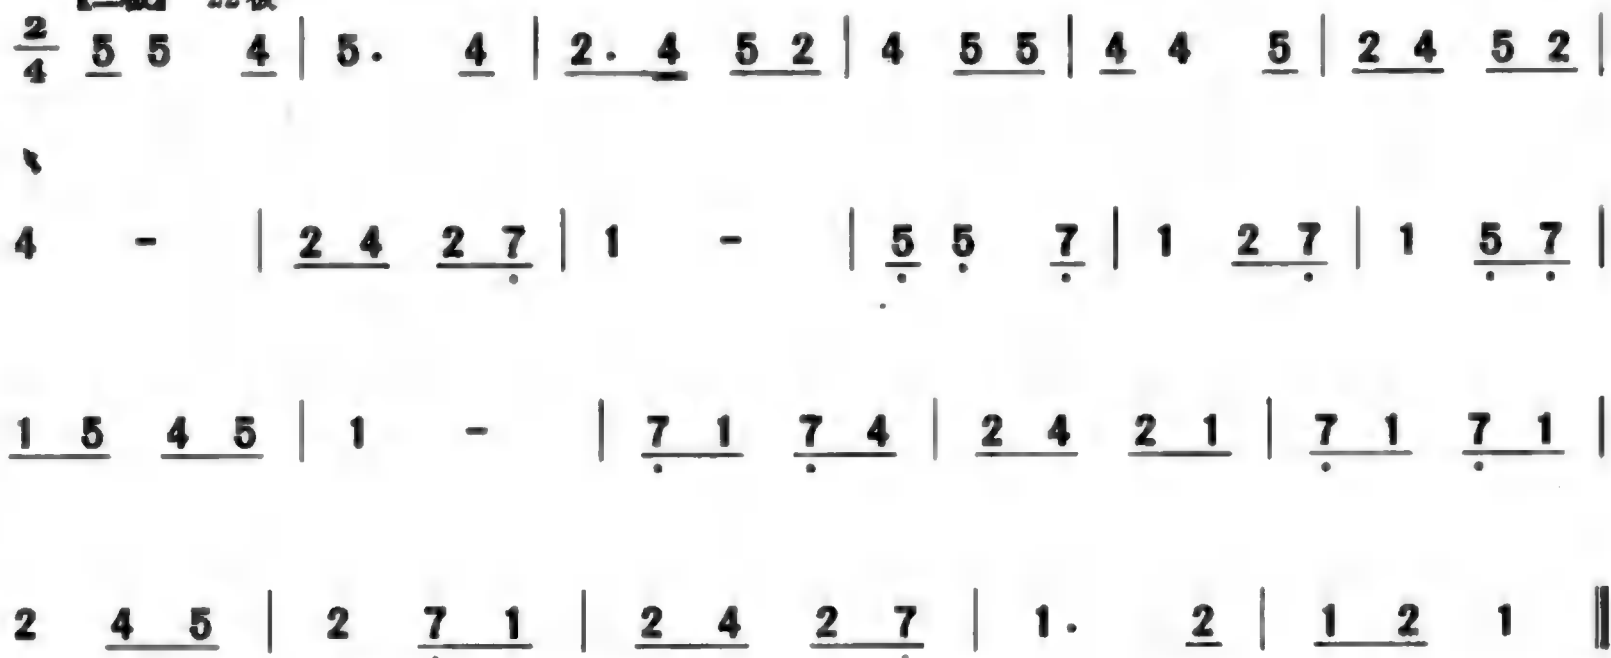 2/4 5 5 4 | 5. 4 | 2. 4 5 2 | 4 5 5 | 4 4 5 | 2 4 5 2 |
4 - | 2 4 2 7̣ | 1 - | 5̣ 5̣ 7̣ | 1 2 7̣ | 1 5̣ 7̣ |
1 5 4 5 | 1 - | 7̣ 1 7̣ 4 | 2 4 2 1 | 7̣ 1 7̣ 1 |
2 4 5 | 2 7̣ 1 | 2 4 2 7̣ | 1. 2 | 1 2 1 ‖